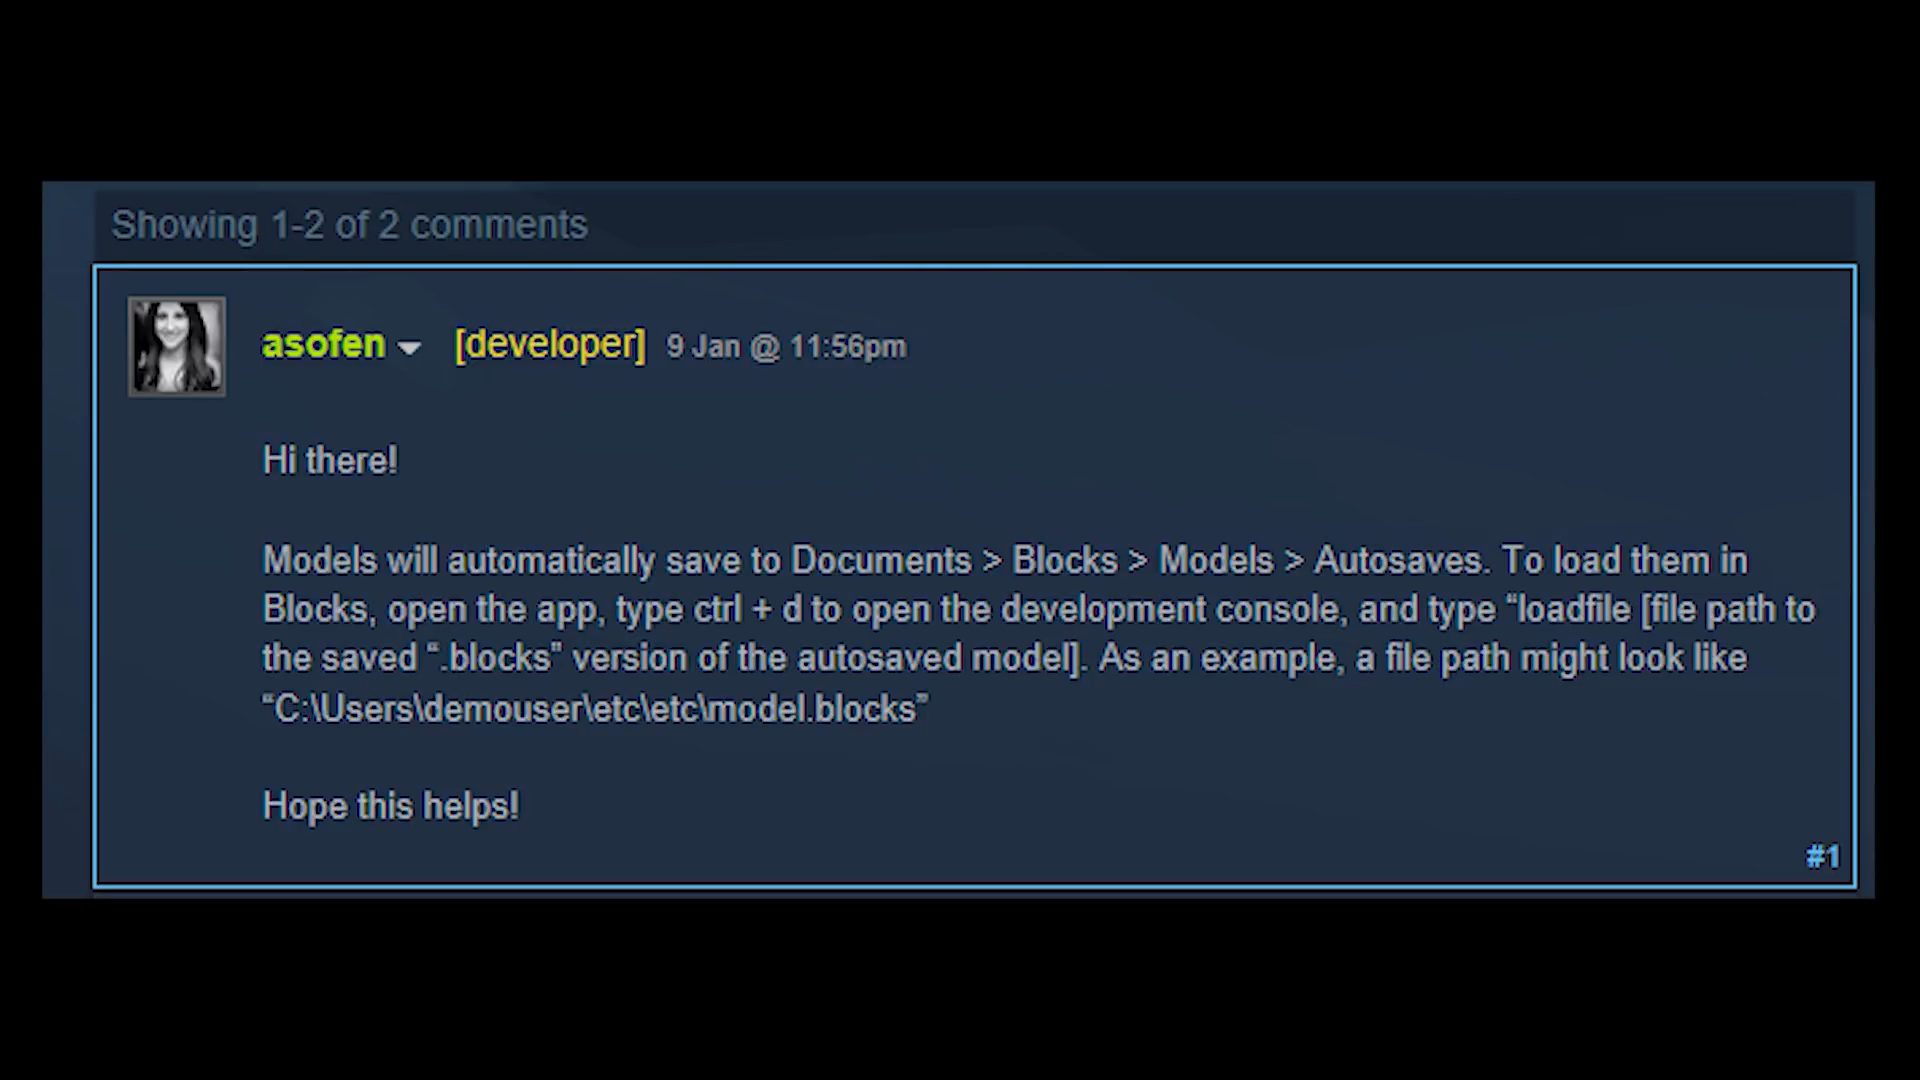 Showing 1-2 of 2 comments
asofen [developer] 9 Jan @ 11:56pm
Hi there!
Models will automatically save to Documents > Blocks > Models > Autosaves. To load them in
Blocks, open the app, type ctrl + d to open the development console, and type “loadfile [file path to
the saved “.blocks” version of the autosaved model]. As an example, a file path might look like
“C:\Users\demouser\etc\etc\model.blocks”
Hope this helps!
#1